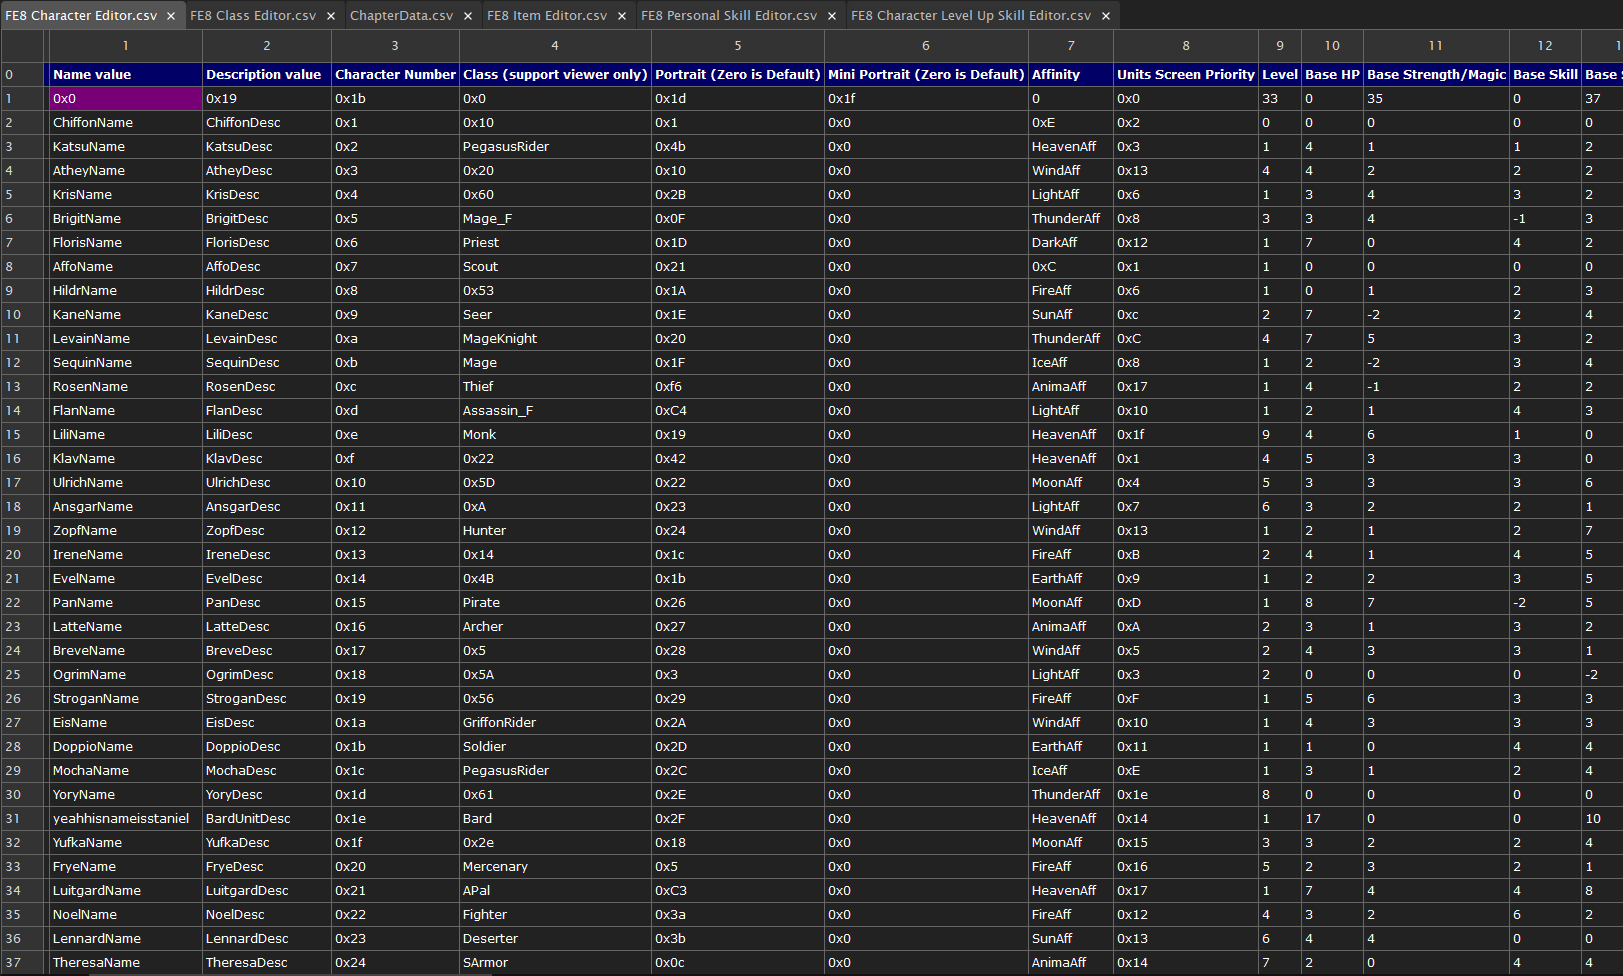 FE8 Character Editor.csv × FE8 Class Editor.csv × ChapterData.csv × FE8 Item Editor.csv × FE8 Personal Skill Editor.csv × FE8 Character Level Up Skill Editor.csv ×
1 2 3 4 5 6 7 8 9 10 11 12 1
0 Name value Description value Character Number Class (support viewer only) Portrait (Zero is Default) Mini Portrait (Zero is Default) Affinity Units Screen Priority Level Base HP Base Strength/Magic Base Skill Base S
1 0x0 0x19 0x1b 0x0 0x1d 0x1f 0 0x0 33 0 35 0 37
2 ChiffonName ChiffonDesc 0x1 0x10 0x1 0x0 0xE 0x2 0 0 0 0 0
3 KatsuName KatsuDesc 0x2 PegasusRider 0x4b 0x0 HeavenAff 0x3 1 4 1 1 2
4 AtheyName AtheyDesc 0x3 0x20 0x10 0x0 WindAff 0x13 4 4 2 2 2
5 KrisName KrisDesc 0x4 0x60 0x2B 0x0 LightAff 0x6 1 3 4 3 2
6 BrigitName BrigitDesc 0x5 Mage_F 0x0F 0x0 ThunderAff 0x8 3 3 4 -1 3
7 FlorisName FlorisDesc 0x6 Priest 0x1D 0x0 DarkAff 0x12 1 7 0 4 2
8 AffoName AffoDesc 0x7 Scout 0x21 0x0 0xC 0x1 1 0 0 0 0
9 HildrName HildrDesc 0x8 0x53 0x1A 0x0 FireAff 0x6 1 0 1 2 3
10 KaneName KaneDesc 0x9 Seer 0x1E 0x0 SunAff 0xc 2 7 -2 2 4
11 LevainName LevainDesc 0xa MageKnight 0x20 0x0 ThunderAff 0xC 4 7 5 3 2
12 SequinName SequinDesc 0xb Mage 0x1F 0x0 IceAff 0x8 1 2 -2 3 4
13 RosenName RosenDesc 0xc Thief 0xf6 0x0 AnimaAff 0x17 1 4 -1 2 2
14 FlanName FlanDesc 0xd Assassin_F 0xC4 0x0 LightAff 0x10 1 2 1 4 3
15 LiliName LiliDesc 0xe Monk 0x19 0x0 HeavenAff 0x1f 9 4 6 1 0
16 KlavName KlavDesc 0xf 0x22 0x42 0x0 HeavenAff 0x1 4 5 3 3 0
17 UlrichName UlrichDesc 0x10 0x5D 0x22 0x0 MoonAff 0x4 5 3 3 3 6
18 AnsgarName AnsgarDesc 0x11 0xA 0x23 0x0 LightAff 0x7 6 3 2 2 1
19 ZopfName ZopfDesc 0x12 Hunter 0x24 0x0 WindAff 0x13 1 2 1 2 7
20 IreneName IreneDesc 0x13 0x14 0x1c 0x0 FireAff 0xB 2 4 1 4 5
21 EvelName EvelDesc 0x14 0x4B 0x1b 0x0 EarthAff 0x9 1 2 2 3 5
22 PanName PanDesc 0x15 Pirate 0x26 0x0 MoonAff 0xD 1 8 7 -2 5
23 LatteName LatteDesc 0x16 Archer 0x27 0x0 AnimaAff 0xA 2 3 1 3 2
24 BreveName BreveDesc 0x17 0x5 0x28 0x0 WindAff 0x5 2 4 3 3 1
25 OgrimName OgrimDesc 0x18 0x5A 0x3 0x0 LightAff 0x3 2 0 0 0 -2
26 StroganName StroganDesc 0x19 0x56 0x29 0x0 FireAff 0xF 1 5 6 3 3
27 EisName EisDesc 0x1a GriffonRider 0x2A 0x0 WindAff 0x10 1 4 3 3 3
28 DoppioName DoppioDesc 0x1b Soldier 0x2D 0x0 EarthAff 0x11 1 1 0 4 4
29 MochaName MochaDesc 0x1c PegasusRider 0x2C 0x0 IceAff 0xE 1 3 1 2 4
30 YoryName YoryDesc 0x1d 0x61 0x2E 0x0 ThunderAff 0x1e 8 0 0 0 0
31 yeahhisnameisstaniel BardUnitDesc 0x1e Bard 0x2F 0x0 HeavenAff 0x14 1 17 0 0 10
32 YufkaName YufkaDesc 0x1f 0x2e 0x18 0x0 MoonAff 0x15 3 3 2 2 4
33 FryeName FryeDesc 0x20 Mercenary 0x5 0x0 FireAff 0x16 5 2 3 2 1
34 LuitgardName LuitgardDesc 0x21 APal 0xC3 0x0 HeavenAff 0x17 1 7 4 4 8
35 NoelName NoelDesc 0x22 Fighter 0x3a 0x0 FireAff 0x12 4 3 2 6 2
36 LennardName LennardDesc 0x23 Deserter 0x3b 0x0 SunAff 0x13 6 4 4 0 0
37 TheresaName TheresaDesc 0x24 SArmor 0x0c 0x0 AnimaAff 0x14 7 2 0 4 4